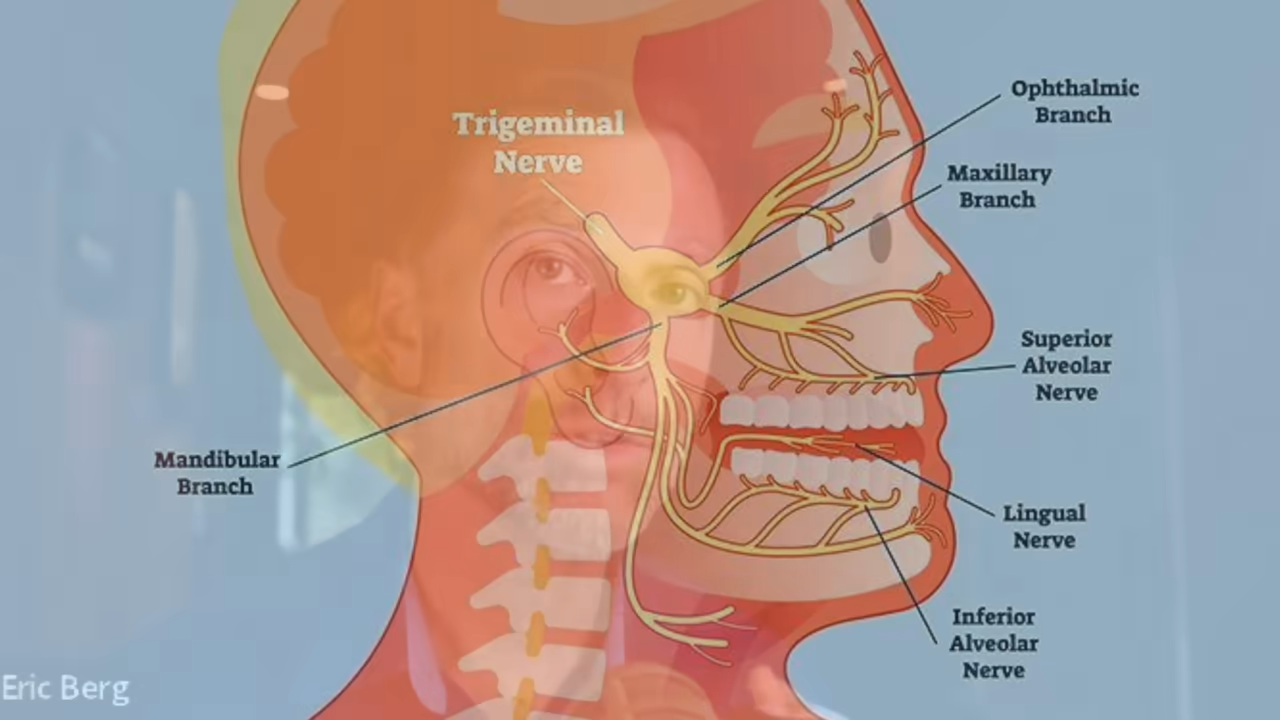 Trigeminal
Nerve
Ophthalmic
Branch
Maxillary
Branch
Superior
Alveolar
Nerve
Mandibular
Branch
Lingual
Nerve
Inferior
Alveolar
Nerve
Eric Berg